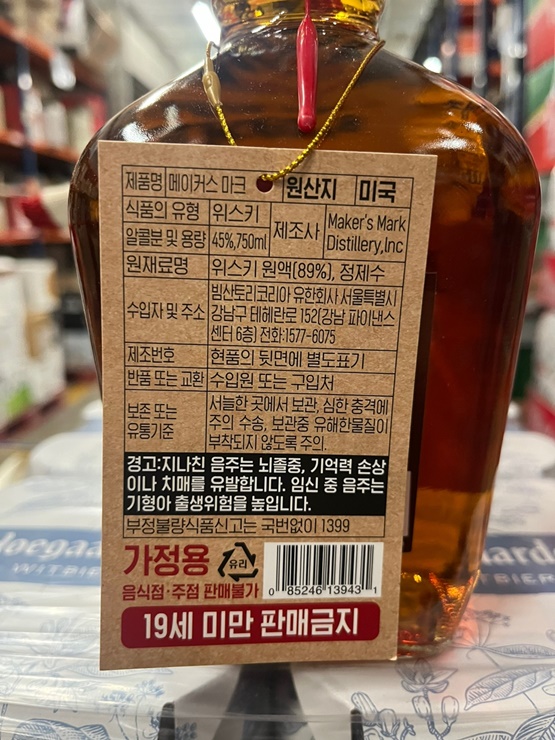 제품명 메이커스 마크 원산지 미국
식품의 유형 위스키
알콜분 및 용량 45%,750ml
제조사 Maker's Mark
Distillery,Inc
원재료명 위스키 원액(89%), 정제수
수입자 및 주소 빔산토리코리아 유한회사 서울특별시
강남구 테헤란로 152(강남 파이낸스
센터 6층) 전화:1577-6075
제조번호 현품의 뒷면에 별도표기
반품 또는 교환 수입원 또는 구입처
보존 또는
유통기준
서늘한 곳에서 보관, 심한 충격에
주의 수송, 보관중 유해한물질이
부착되지 않도록 주의.
경고:지나친 음주는 뇌졸중, 기억력 손상
이나 치매를 유발합니다. 임신 중 음주는
기형아 출생위험을 높입니다.
부정불량식품신고는 국번없이 1399
가정용 유리
음식점·주점 판매불가
0 85246 13943 1
19세 미만 판매금지
oegaard
WITBIER
aard
WITBIER